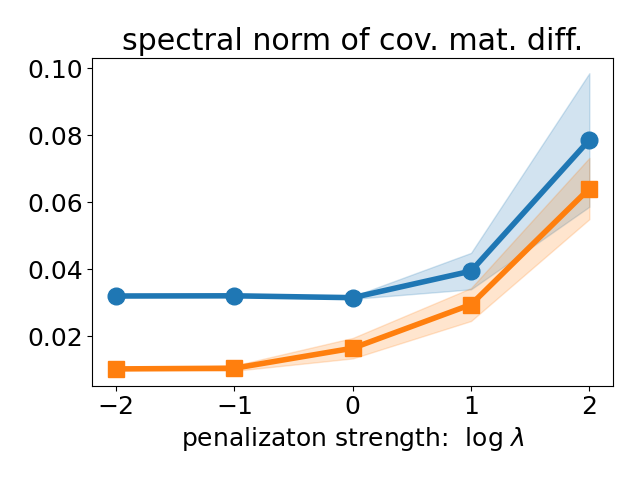 spectral norm of cov. mat. diff.
0.10
0.08
0.06
0.04
0.02
−2 −1 0 1 2
penalizaton strength: log λ